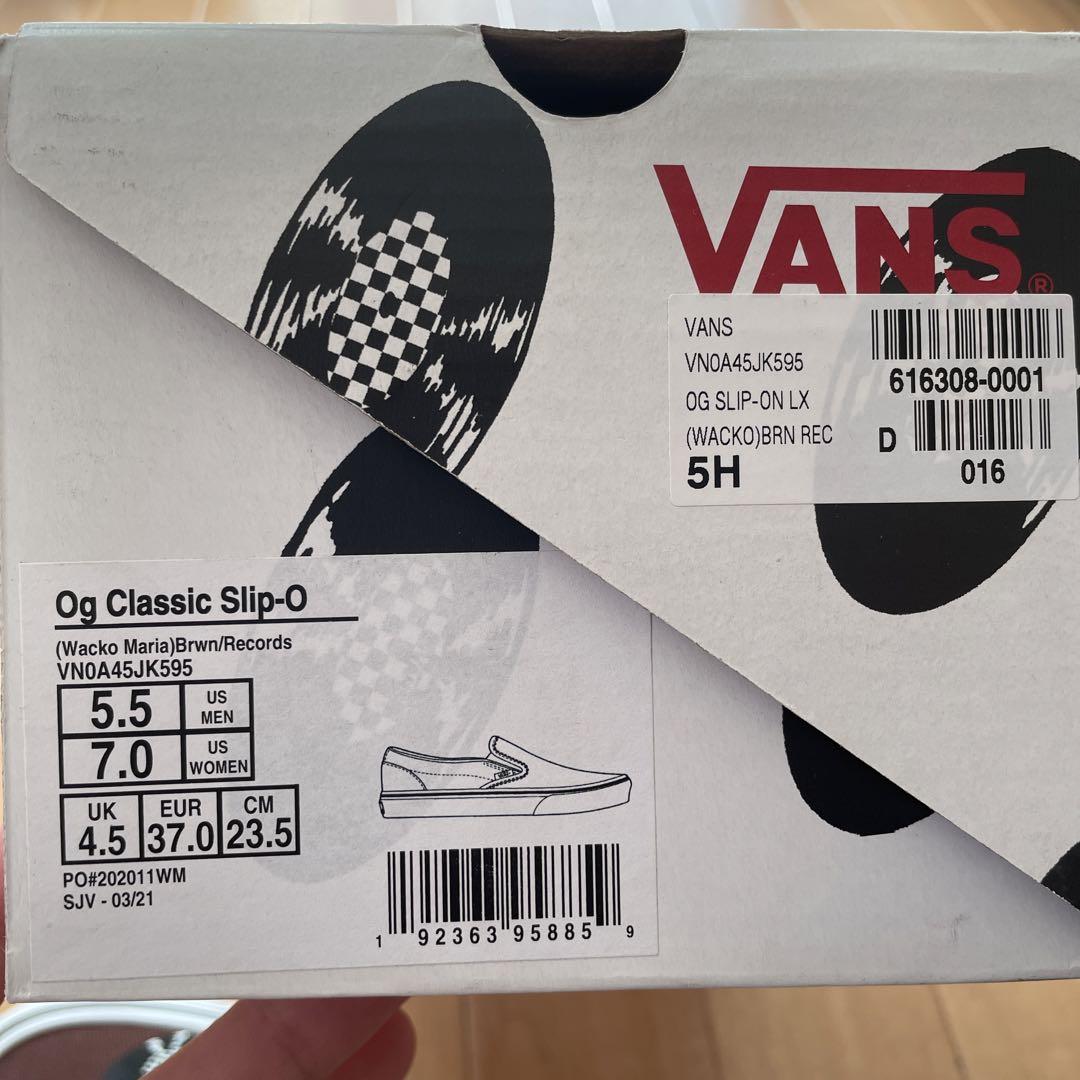 VANS®
VANS
VN0A45JK595
OG SLIP-ON LX
(WACKO)BRN REC
5H
616308-0001
D
016
Og Classic Slip-O
(Wacko Maria)Brwn/Records
VN0A45JK595
5.5 US MEN
7.0 US WOMEN
UK 4.5 EUR 37.0 CM 23.5
PO#202011WM
SJV - 03/21
1 92363 95885 9